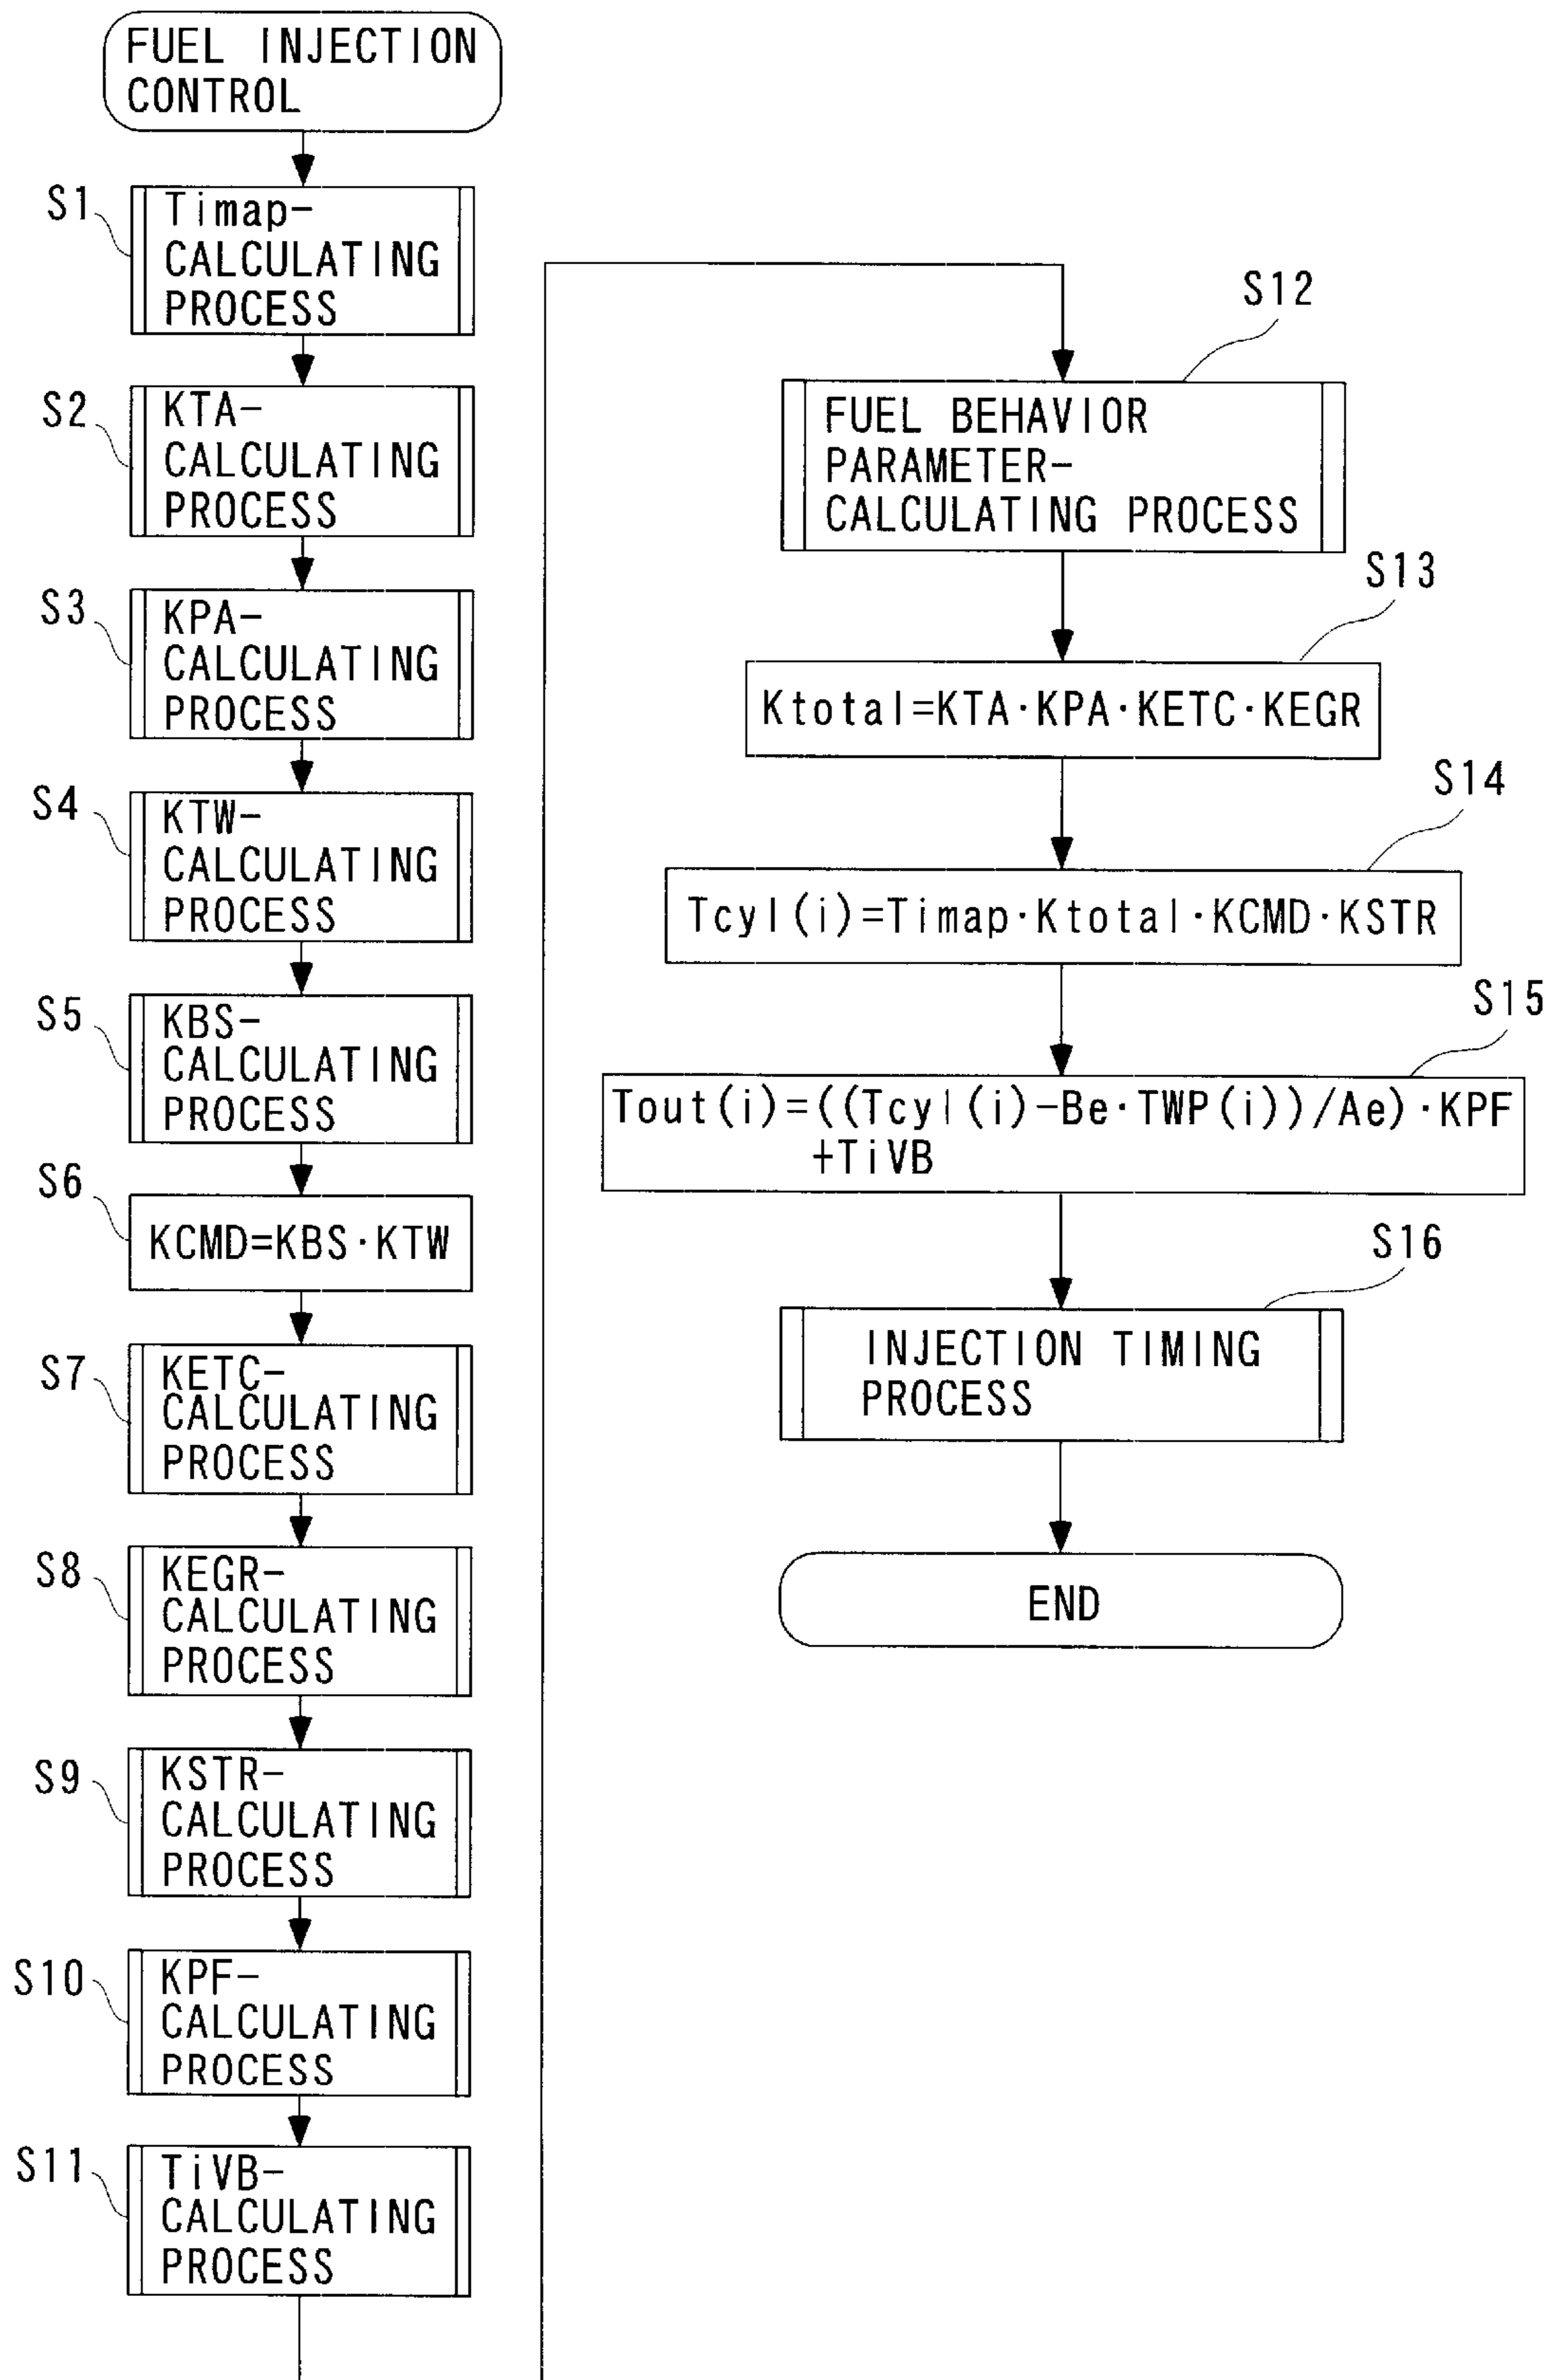 FUEL INJECTION
CONTROL
S1
Timap-
CALCULATING
PROCESS
S2
KTA-
CALCULATING
PROCESS
S3
KPA-
CALCULATING
PROCESS
S4
KTW-
CALCULATING
PROCESS
S5
KBS-
CALCULATING
PROCESS
S6
KCMD=KBS·KTW
S7
KETC-
CALCULATING
PROCESS
S8
KEGR-
CALCULATING
PROCESS
S9
KSTR-
CALCULATING
PROCESS
S10
KPF-
CALCULATING
PROCESS
S11
TiVB-
CALCULATING
PROCESS
S12
FUEL BEHAVIOR
PARAMETER-
CALCULATING PROCESS
S13
Ktotal=KTA·KPA·KETC·KEGR
S14
Tcyl(i)=Timap·Ktotal·KCMD·KSTR
S15
Tout(i)=((Tcyl(i)-Be·TWP(i))/Ae)·KPF
+TiVB
S16
INJECTION TIMING
PROCESS
END